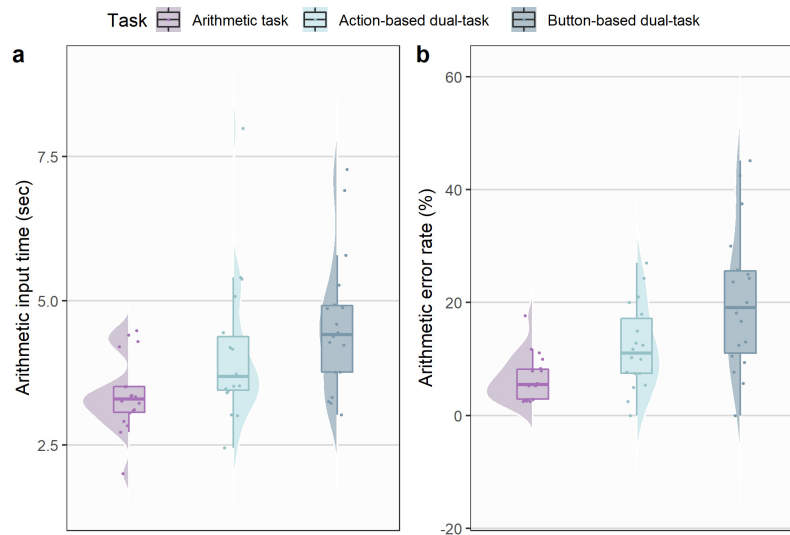 Task Arithmetic task Action-based dual-task Button-based dual-task
a
b
Arithmetic input time (sec)
7.5
5.0
2.5
Arithmetic error rate (%)
60
40
20
0
-20